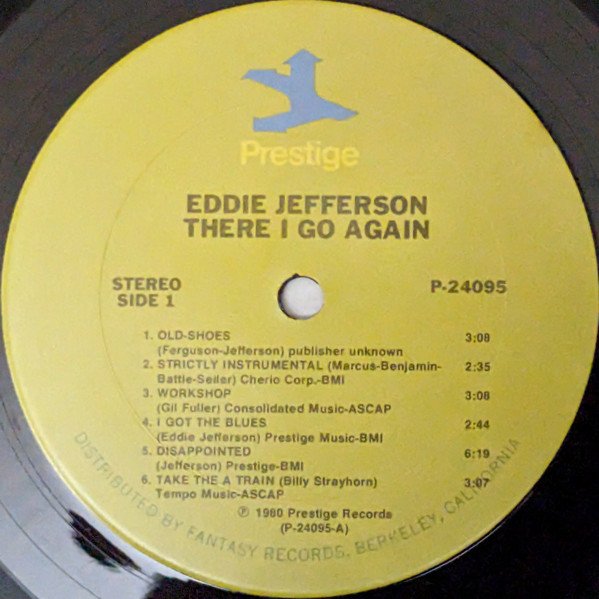 Prestige
EDDIE JEFFERSON
THERE I GO AGAIN
STEREO
SIDE 1
P-24095
1. OLD-SHOES 3:08
(Ferguson-Jefferson) publisher unknown
2. STRICTLY INSTRUMENTAL (Marcus-Benjamin- 2:35
Battle-Seiler) Cherio Corp.-BMI
3. WORKSHOP 3:08
(Gil Fuller) Consolidated Music-ASCAP
4. I GOT THE BLUES 2:44
(Eddie Jefferson) Prestige Music-BMI
5. DISAPPOINTED 6:19
(Jefferson) Prestige-BMI
6. TAKE THE A TRAIN (Billy Strayhorn) 3:07
Tempo Music-ASCAP
℗ 1980 Prestige Records
(P-24095-A)
DISTRIBUTED BY FANTASY RECORDS, BERKELEY, CALIFORNIA